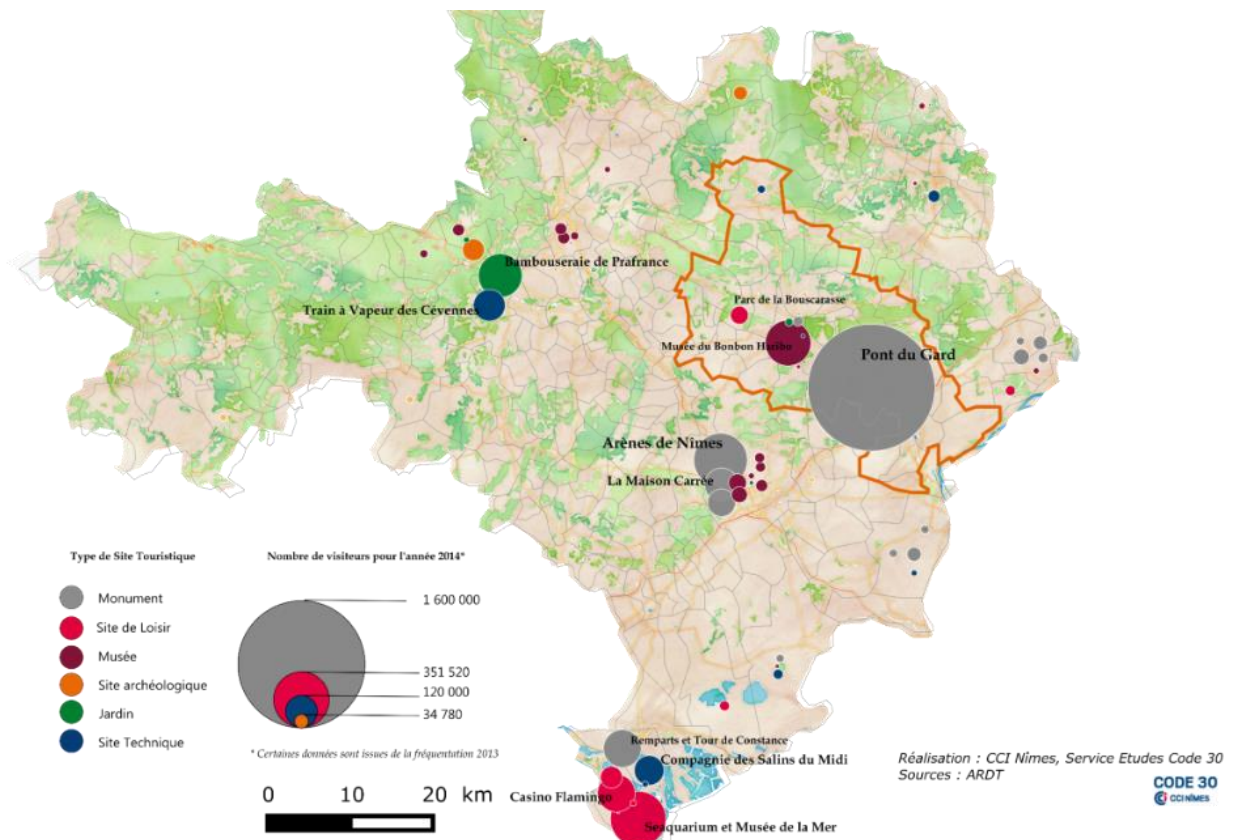 Bambouseraie de Prafrance
Train à Vapeur des Cévennes
Parc de la Bouscarasse
Musée du Bonbon Haribo
Pont du Gard
Arènes de Nîmes
La Maison Carrée
Type de Site Touristique
Monument
Site de Loisir
Musée
Site archéologique
Jardin
Site Technique
Nombre de visiteurs pour l'année 2014*
1 600 000
351 520
120 000
34 780
* Certaines données sont issues de la fréquentation 2013
0 10 20 km
Remparts et Tour de Constance
Compagnie des Salins du Midi
Casino Flamingo
Seaquarium et Musée de la Mer
Réalisation : CCI Nîmes, Service Etudes Code 30
Sources : ARDT
CODE 30
CCI NÎMES